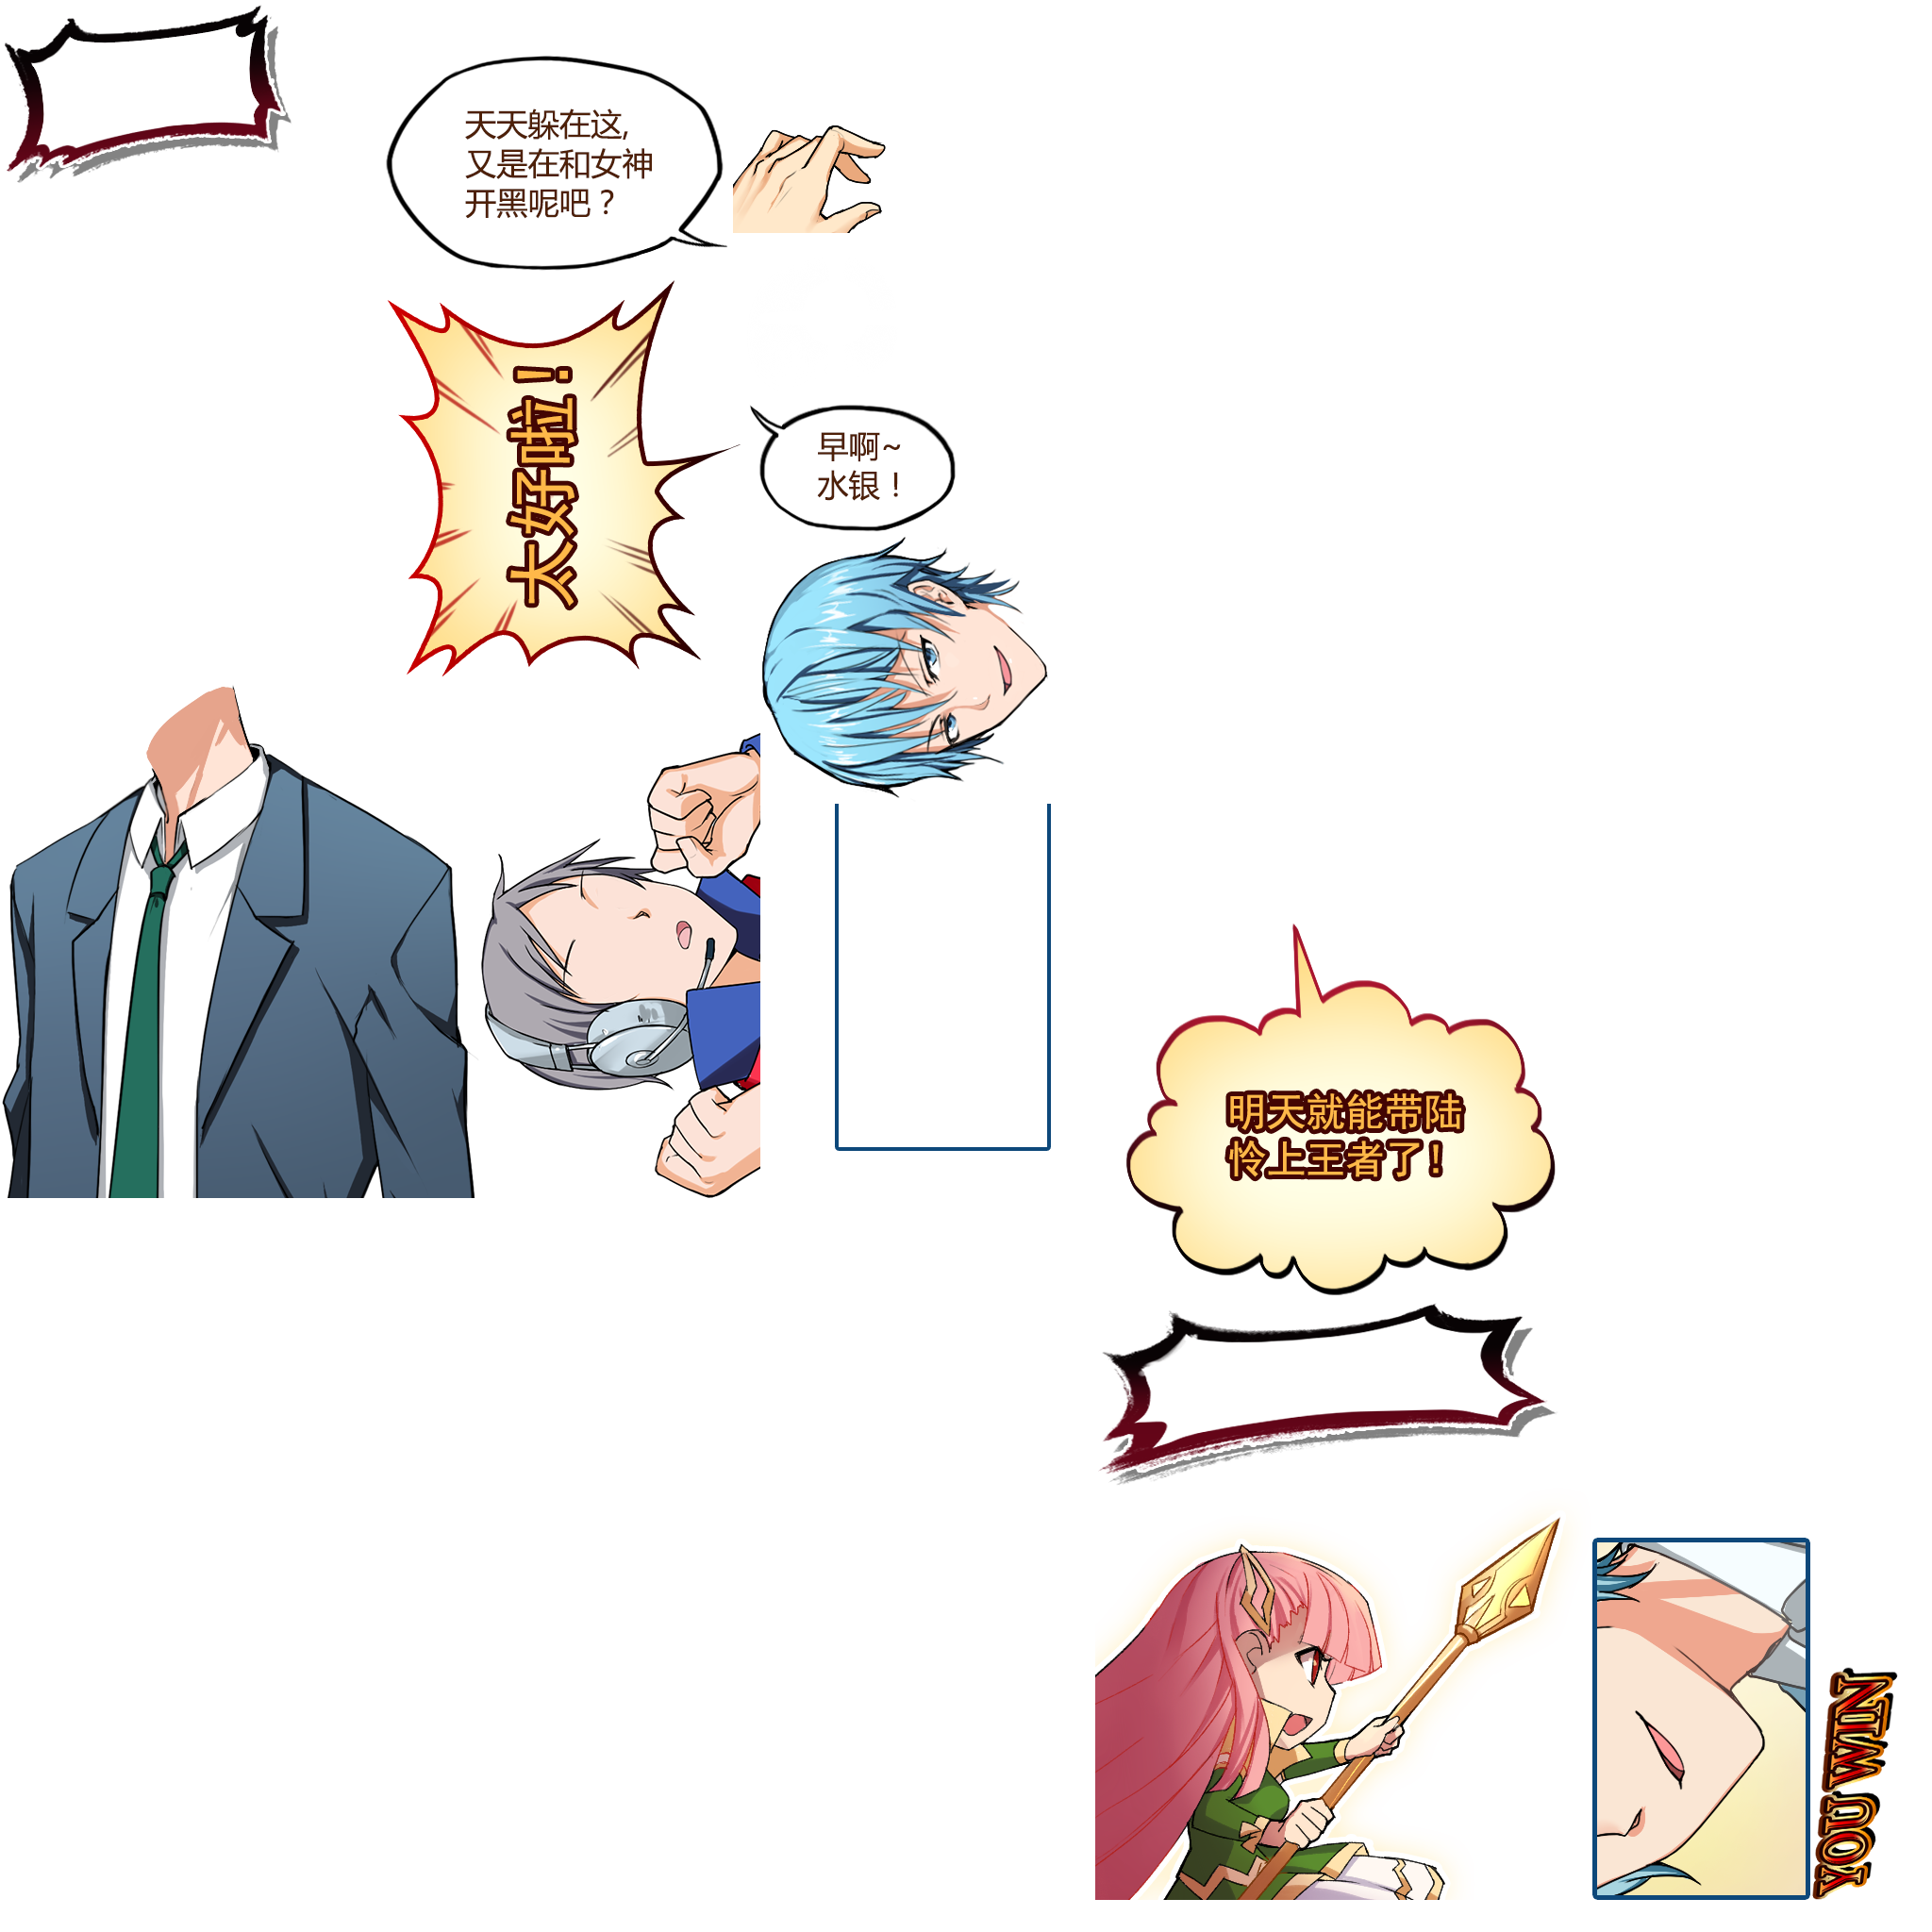 天天躲在这,
又是在和女神
开黑呢吧？
太好啦！
早啊~
水银！
明天就能带陆
怜上王者了！
YOU WIN